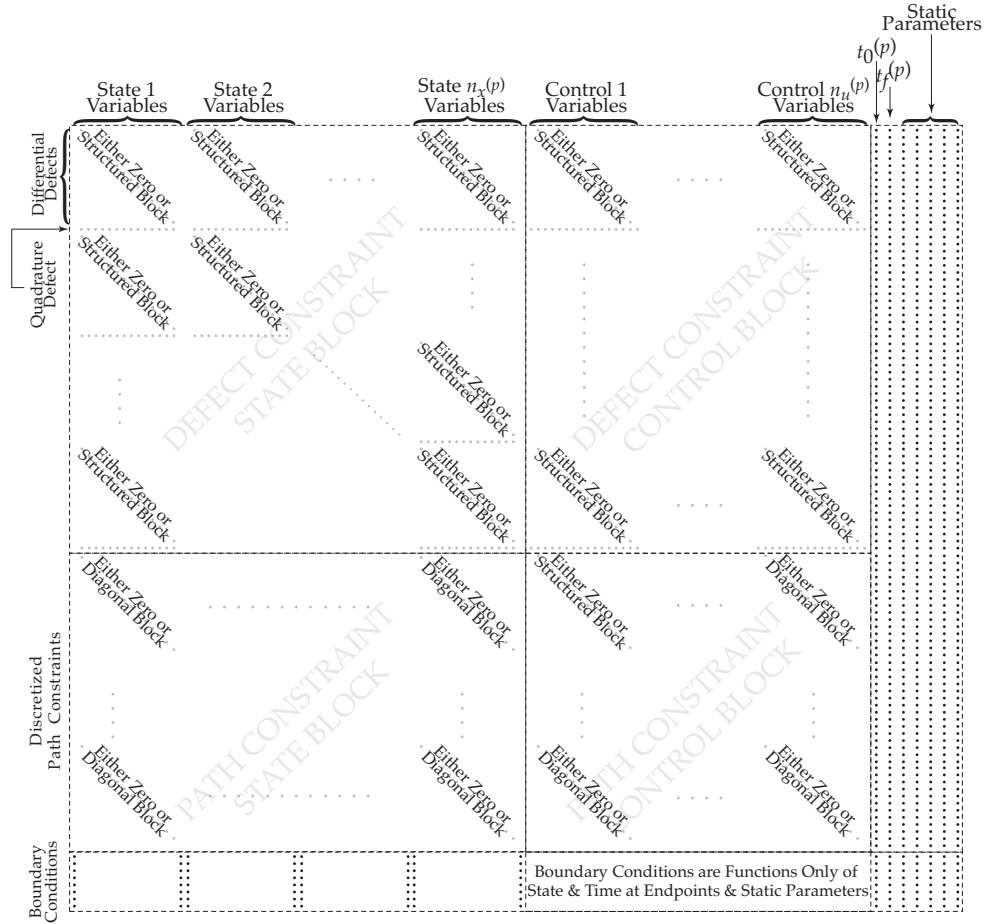 Static
Parameters
t0(p)
tf(p)
State 1
Variables
State 2
Variables
State nx(p)
Variables
Control 1
Variables
Control nu(p)
Variables
Differential
Defects
Either Zero or
Structured Block
Either Zero or
Structured Block
Either Zero or
Structured Block
Either Zero or
Structured Block
Either Zero or
Structured Block
Quadrature
Defect
Either Zero or
Structured Block
Either Zero or
Structured Block
DEFECT CONSTRAINT
STATE BLOCK
DEFECT CONSTRAINT
CONTROL BLOCK
Either Zero or
Structured Block
Either Zero or
Structured Block
Either Zero or
Structured Block
Either Zero or
Structured Block
Either Zero or
Structured Block
Discretized
Path Constraints
Either Zero or
Diagonal Block
Either Zero or
Diagonal Block
Either Zero or
Structured Block
Either Zero or
Diagonal Block
PATH CONSTRAINT
STATE BLOCK
PATH CONSTRAINT
CONTROL BLOCK
Either Zero or
Diagonal Block
Either Zero or
Diagonal Block
Either Zero or
Diagonal Block
Either Zero or
Diagonal Block
Boundary
Conditions
Boundary Conditions are Functions Only of
State & Time at Endpoints & Static Parameters